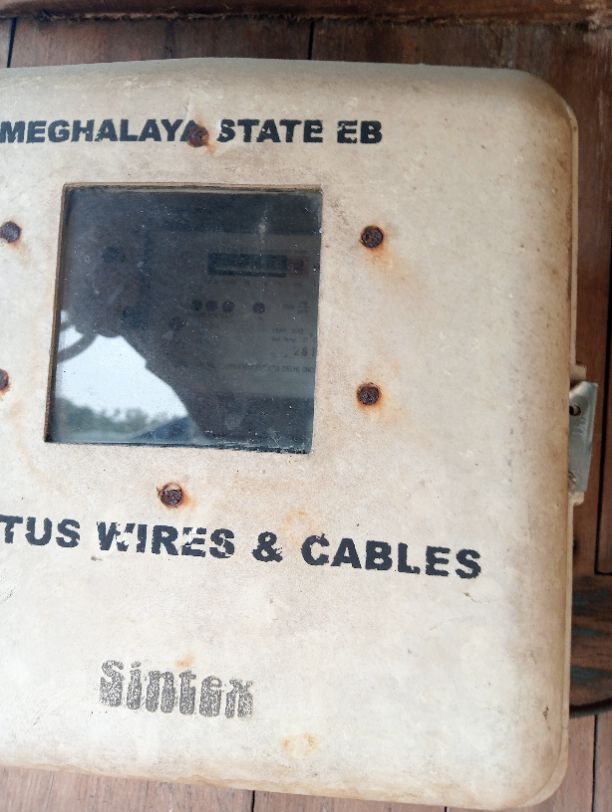 MEGHALAYA STATE EB
TUS WIRES & CABLES
Sintex